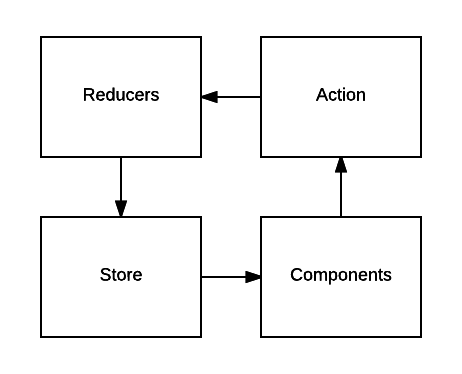 Reducers
Action
Store
Components